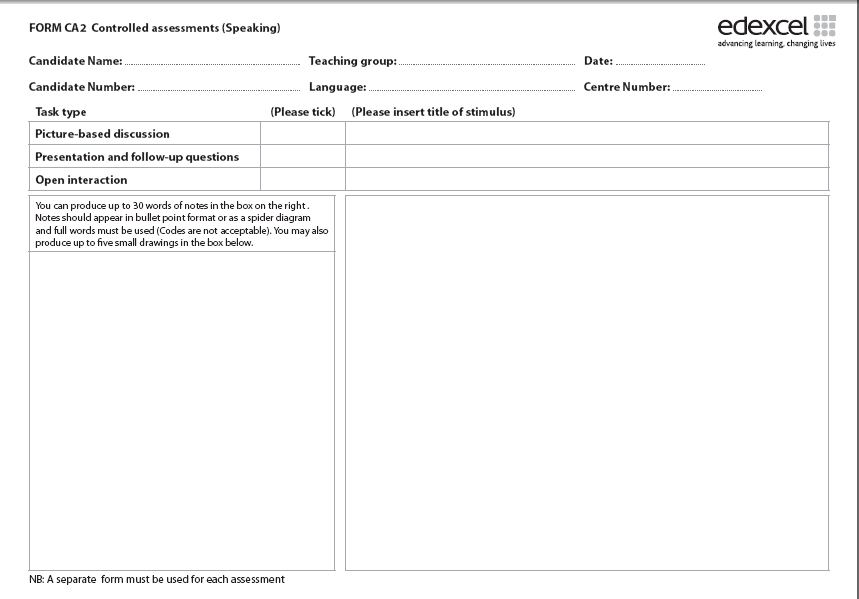 FORM CA2 Controlled assessments (Speaking)
edexcel
advancing learning, changing lives
Candidate Name: Teaching group: Date:
Candidate Number: Language: Centre Number:
Task type (Please tick) (Please insert title of stimulus)
Picture-based discussion
Presentation and follow-up questions
Open interaction
You can produce up to 30 words of notes in the box on the right .
Notes should appear in bullet point format or as a spider diagram
and full words must be used (Codes are not acceptable). You may also
produce up to five small drawings in the box below.
NB: A separate form must be used for each assessment